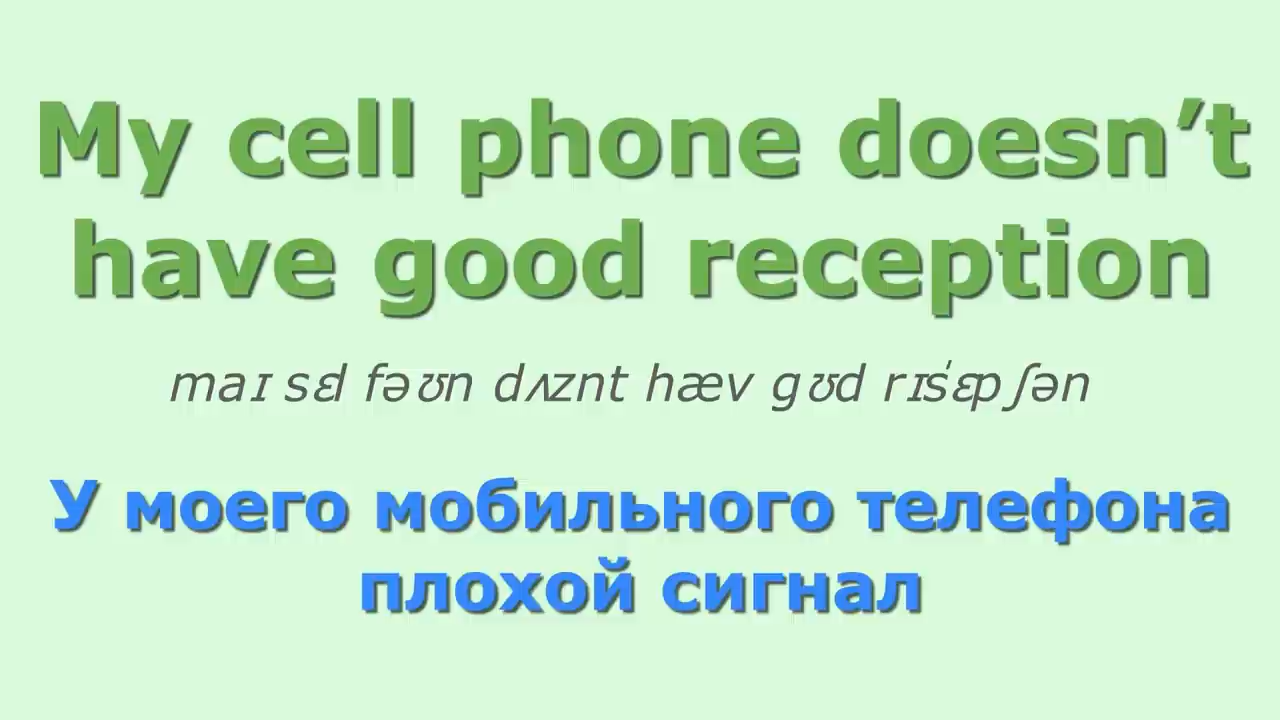 My cell phone doesn’t
have good reception
maɪ sɛl fəʊn dʌznt hæv gʊd rɪˈsɛpʃən
У моего мобильного телефона
плохой сигнал